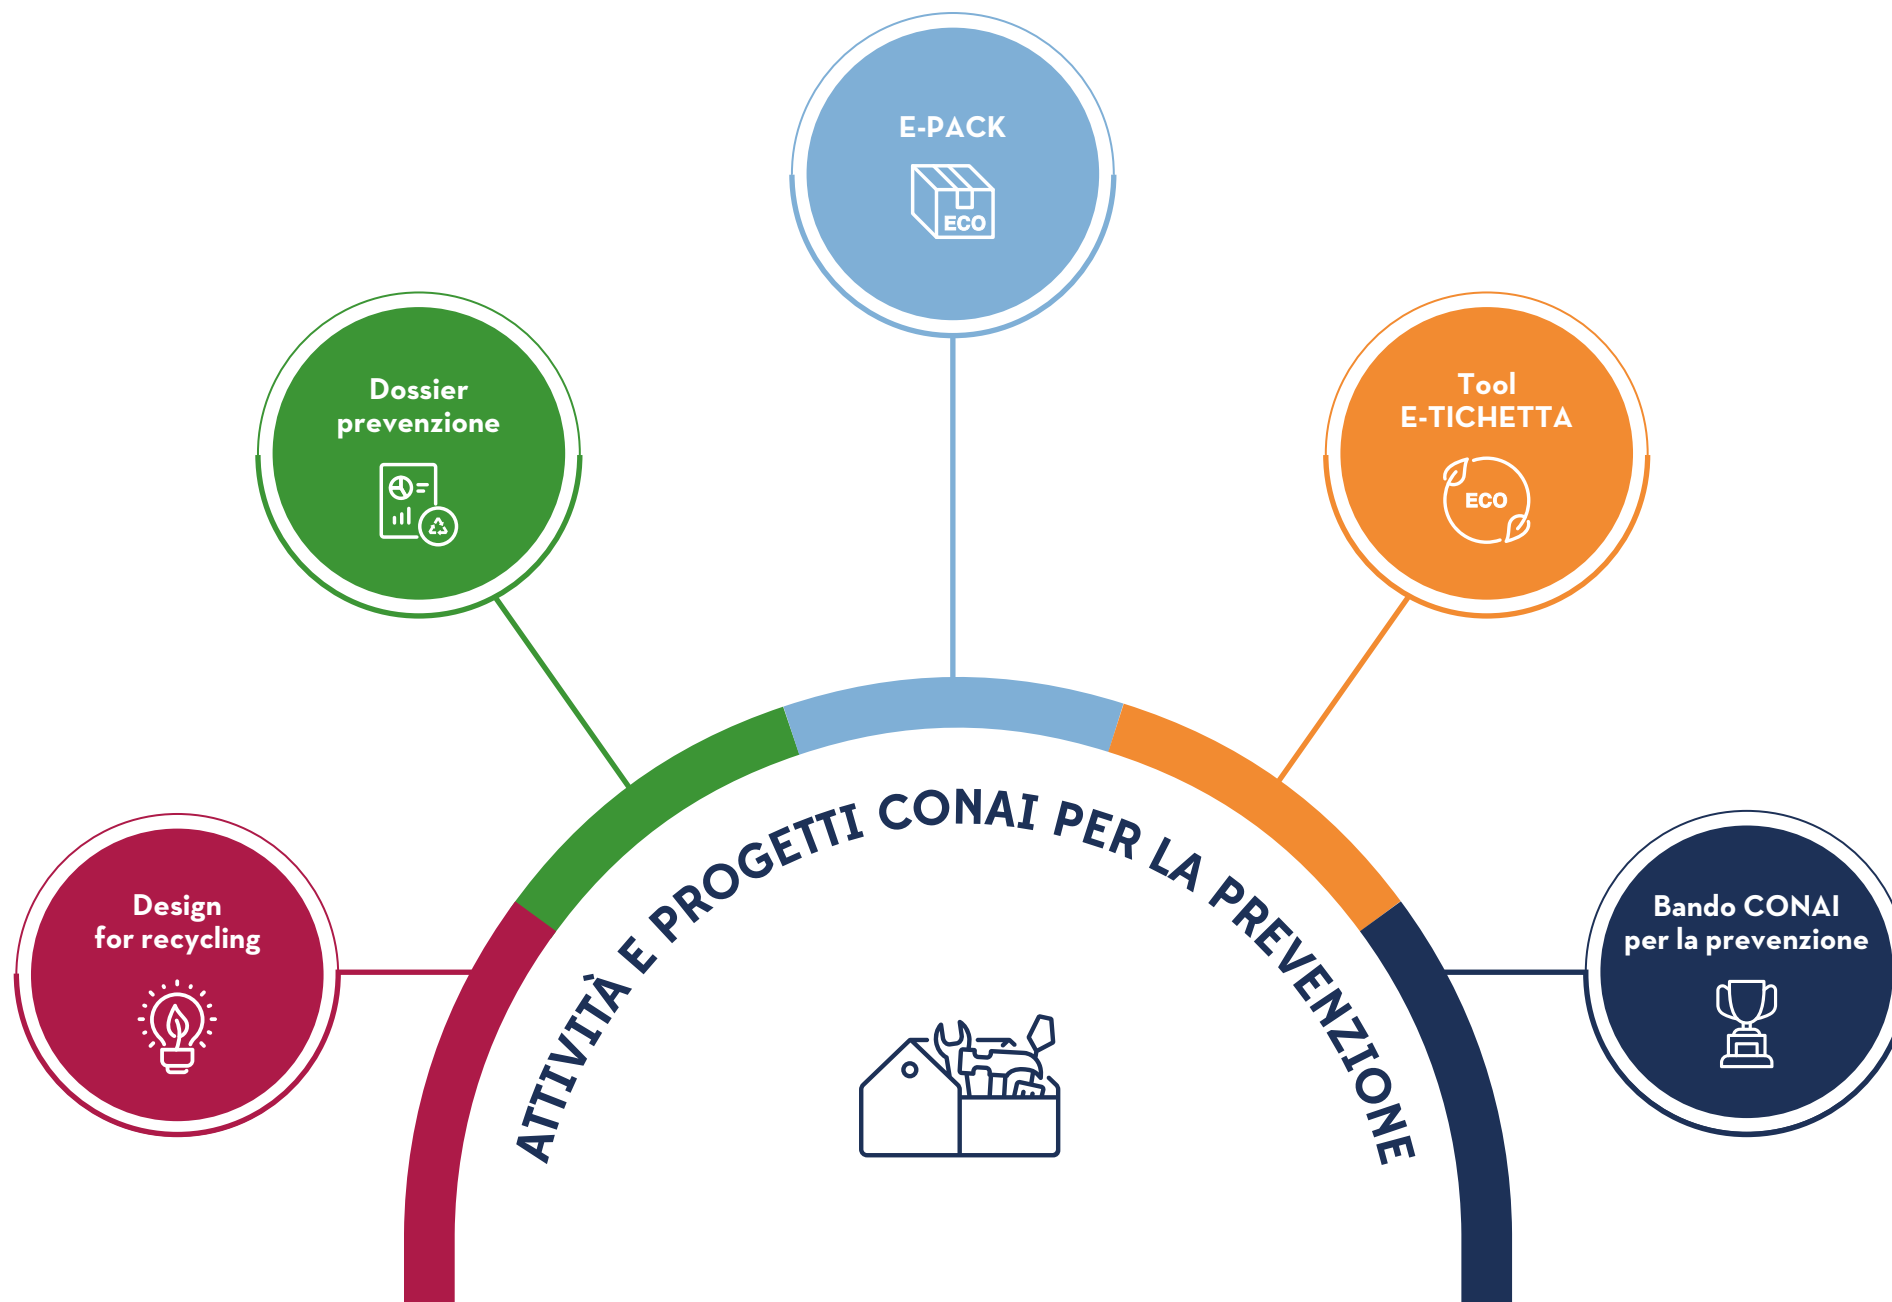 E-PACK
ECO
Dossier
prevenzione
Tool
E-TICHETTA
ECO
Design
for recycling
Bando CONAI
per la prevenzione
ATTIVITÀ E PROGETTI CONAI PER LA PREVENZIONE